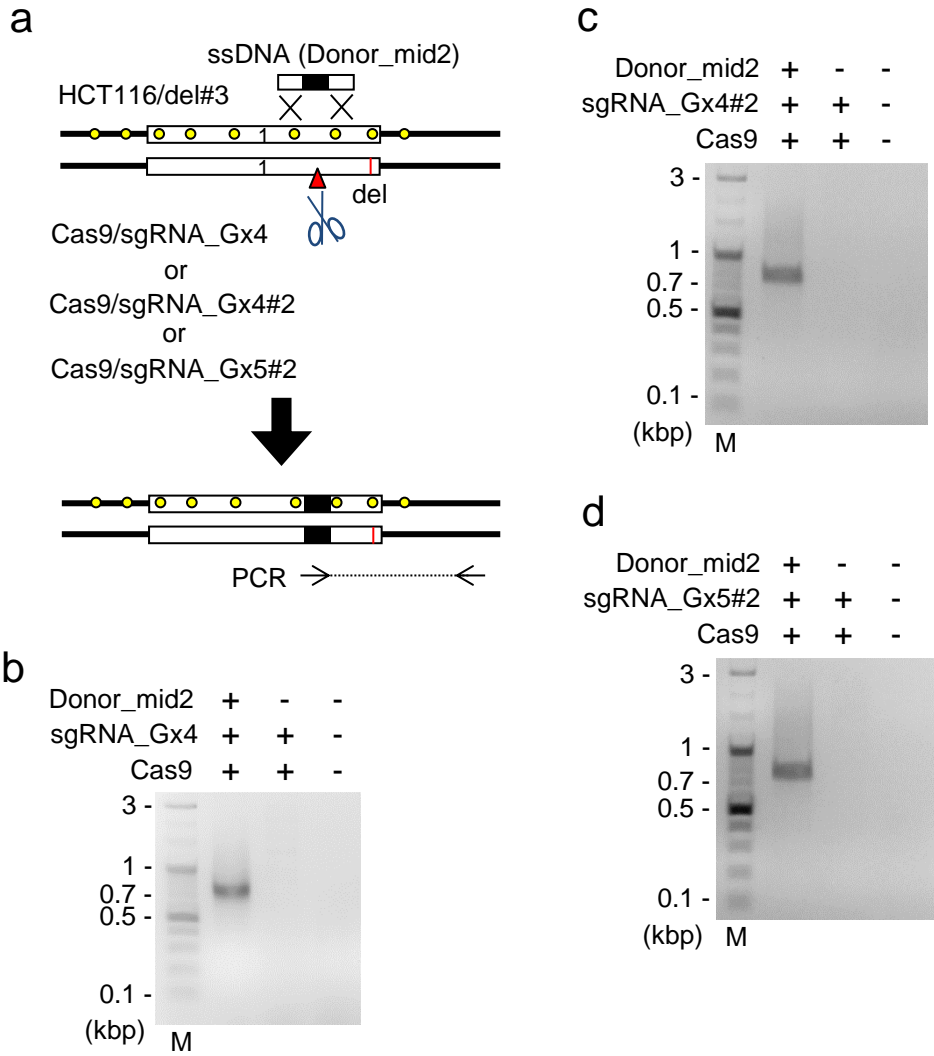 a
ssDNA (Donor_mid2)
HCT116/del#3
1
1
del
Cas9/sgRNA_Gx4
or
Cas9/sgRNA_Gx4#2
or
Cas9/sgRNA_Gx5#2
PCR
b
Donor_mid2 + - -
sgRNA_Gx4 + + -
Cas9 + + -
3 -
1 -
0.7 -
0.5 -
0.1 -
(kbp) M
c
Donor_mid2 + - -
sgRNA_Gx4#2 + + -
Cas9 + + -
3 -
1 -
0.7 -
0.5 -
0.1 -
(kbp) M
d
Donor_mid2 + - -
sgRNA_Gx5#2 + + -
Cas9 + + -
3 -
1 -
0.7 -
0.5 -
0.1 -
(kbp) M